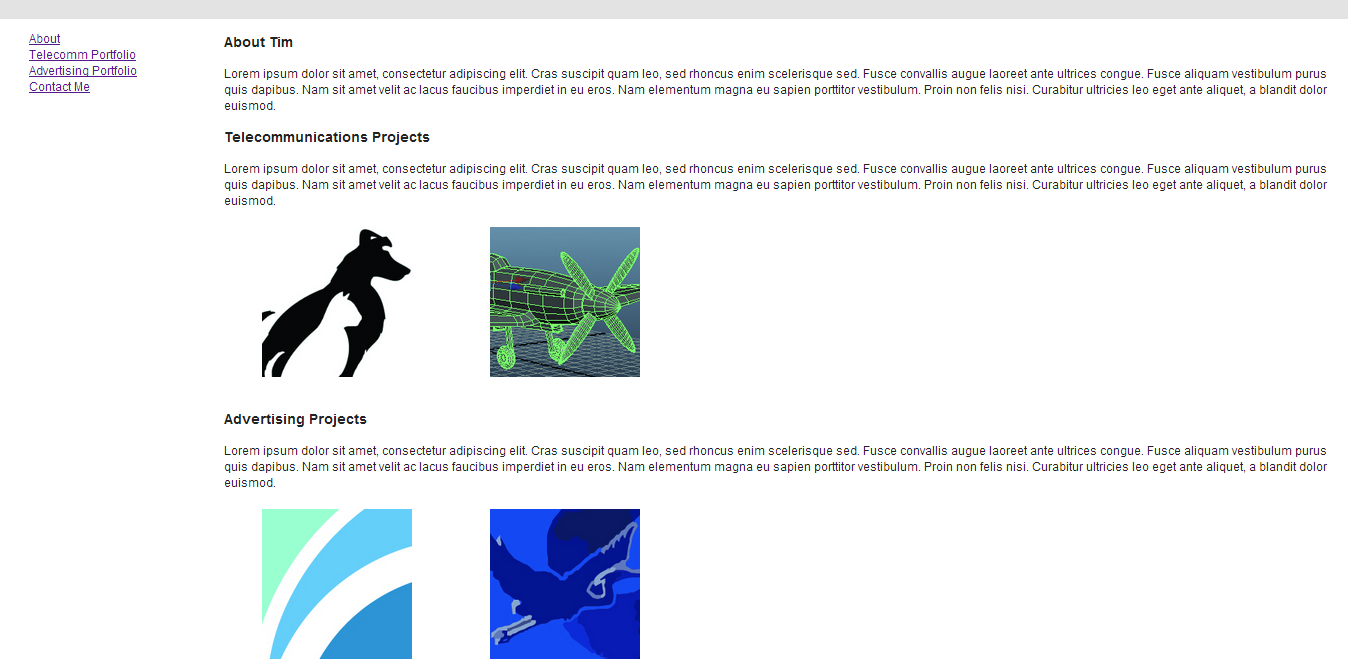 About
Telecomm Portfolio
Advertising Portfolio
Contact Me
About Tim
Lorem ipsum dolor sit amet, consectetur adipiscing elit. Cras suscipit quam leo, sed rhoncus enim scelerisque sed. Fusce convallis augue laoreet ante ultrices congue. Fusce aliquam vestibulum purus
quis dapibus. Nam sit amet velit ac lacus faucibus imperdiet in eu eros. Nam elementum magna eu sapien porttitor vestibulum. Proin non felis nisi. Curabitur ultricies leo eget ante aliquet, a blandit dolor
euismod.
Telecommunications Projects
Lorem ipsum dolor sit amet, consectetur adipiscing elit. Cras suscipit quam leo, sed rhoncus enim scelerisque sed. Fusce convallis augue laoreet ante ultrices congue. Fusce aliquam vestibulum purus
quis dapibus. Nam sit amet velit ac lacus faucibus imperdiet in eu eros. Nam elementum magna eu sapien porttitor vestibulum. Proin non felis nisi. Curabitur ultricies leo eget ante aliquet, a blandit dolor
euismod.
Advertising Projects
Lorem ipsum dolor sit amet, consectetur adipiscing elit. Cras suscipit quam leo, sed rhoncus enim scelerisque sed. Fusce convallis augue laoreet ante ultrices congue. Fusce aliquam vestibulum purus
quis dapibus. Nam sit amet velit ac lacus faucibus imperdiet in eu eros. Nam elementum magna eu sapien porttitor vestibulum. Proin non felis nisi. Curabitur ultricies leo eget ante aliquet, a blandit dolor
euismod.